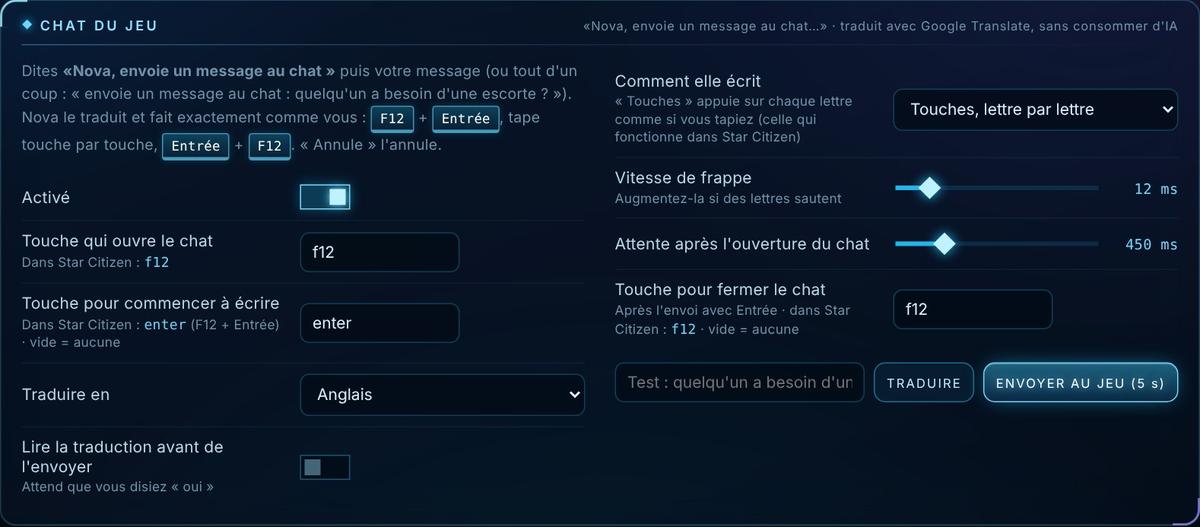 CHAT DU JEU
«Nova, envoie un message au chat...» · traduit avec Google Translate, sans consommer d'IA
Dites «Nova, envoie un message au chat » puis votre message (ou tout d'un
coup : « envoie un message au chat : quelqu'un a besoin d'une escorte ? »).
Nova le traduit et fait exactement comme vous : F12 + Entrée, tape
touche par touche, Entrée + F12. « Annule » l'annule.
Activé
Touche qui ouvre le chat
Dans Star Citizen : f12
f12
Touche pour commencer à écrire
Dans Star Citizen : enter (F12 + Entrée)
· vide = aucune
enter
Traduire en
Anglais
Lire la traduction avant de
l'envoyer
Attend que vous disiez « oui »
Comment elle écrit
« Touches » appuie sur chaque lettre
comme si vous tapiez (celle qui
fonctionne dans Star Citizen)
Touches, lettre par lettre
Vitesse de frappe
Augmentez-la si des lettres sautent
12 ms
Attente après l'ouverture du chat
450 ms
Touche pour fermer le chat
Après l'envoi avec Entrée · dans Star
Citizen : f12 · vide = aucune
f12
Test : quelqu'un a besoin d'un
TRADUIRE
ENVOYER AU JEU (5 s)